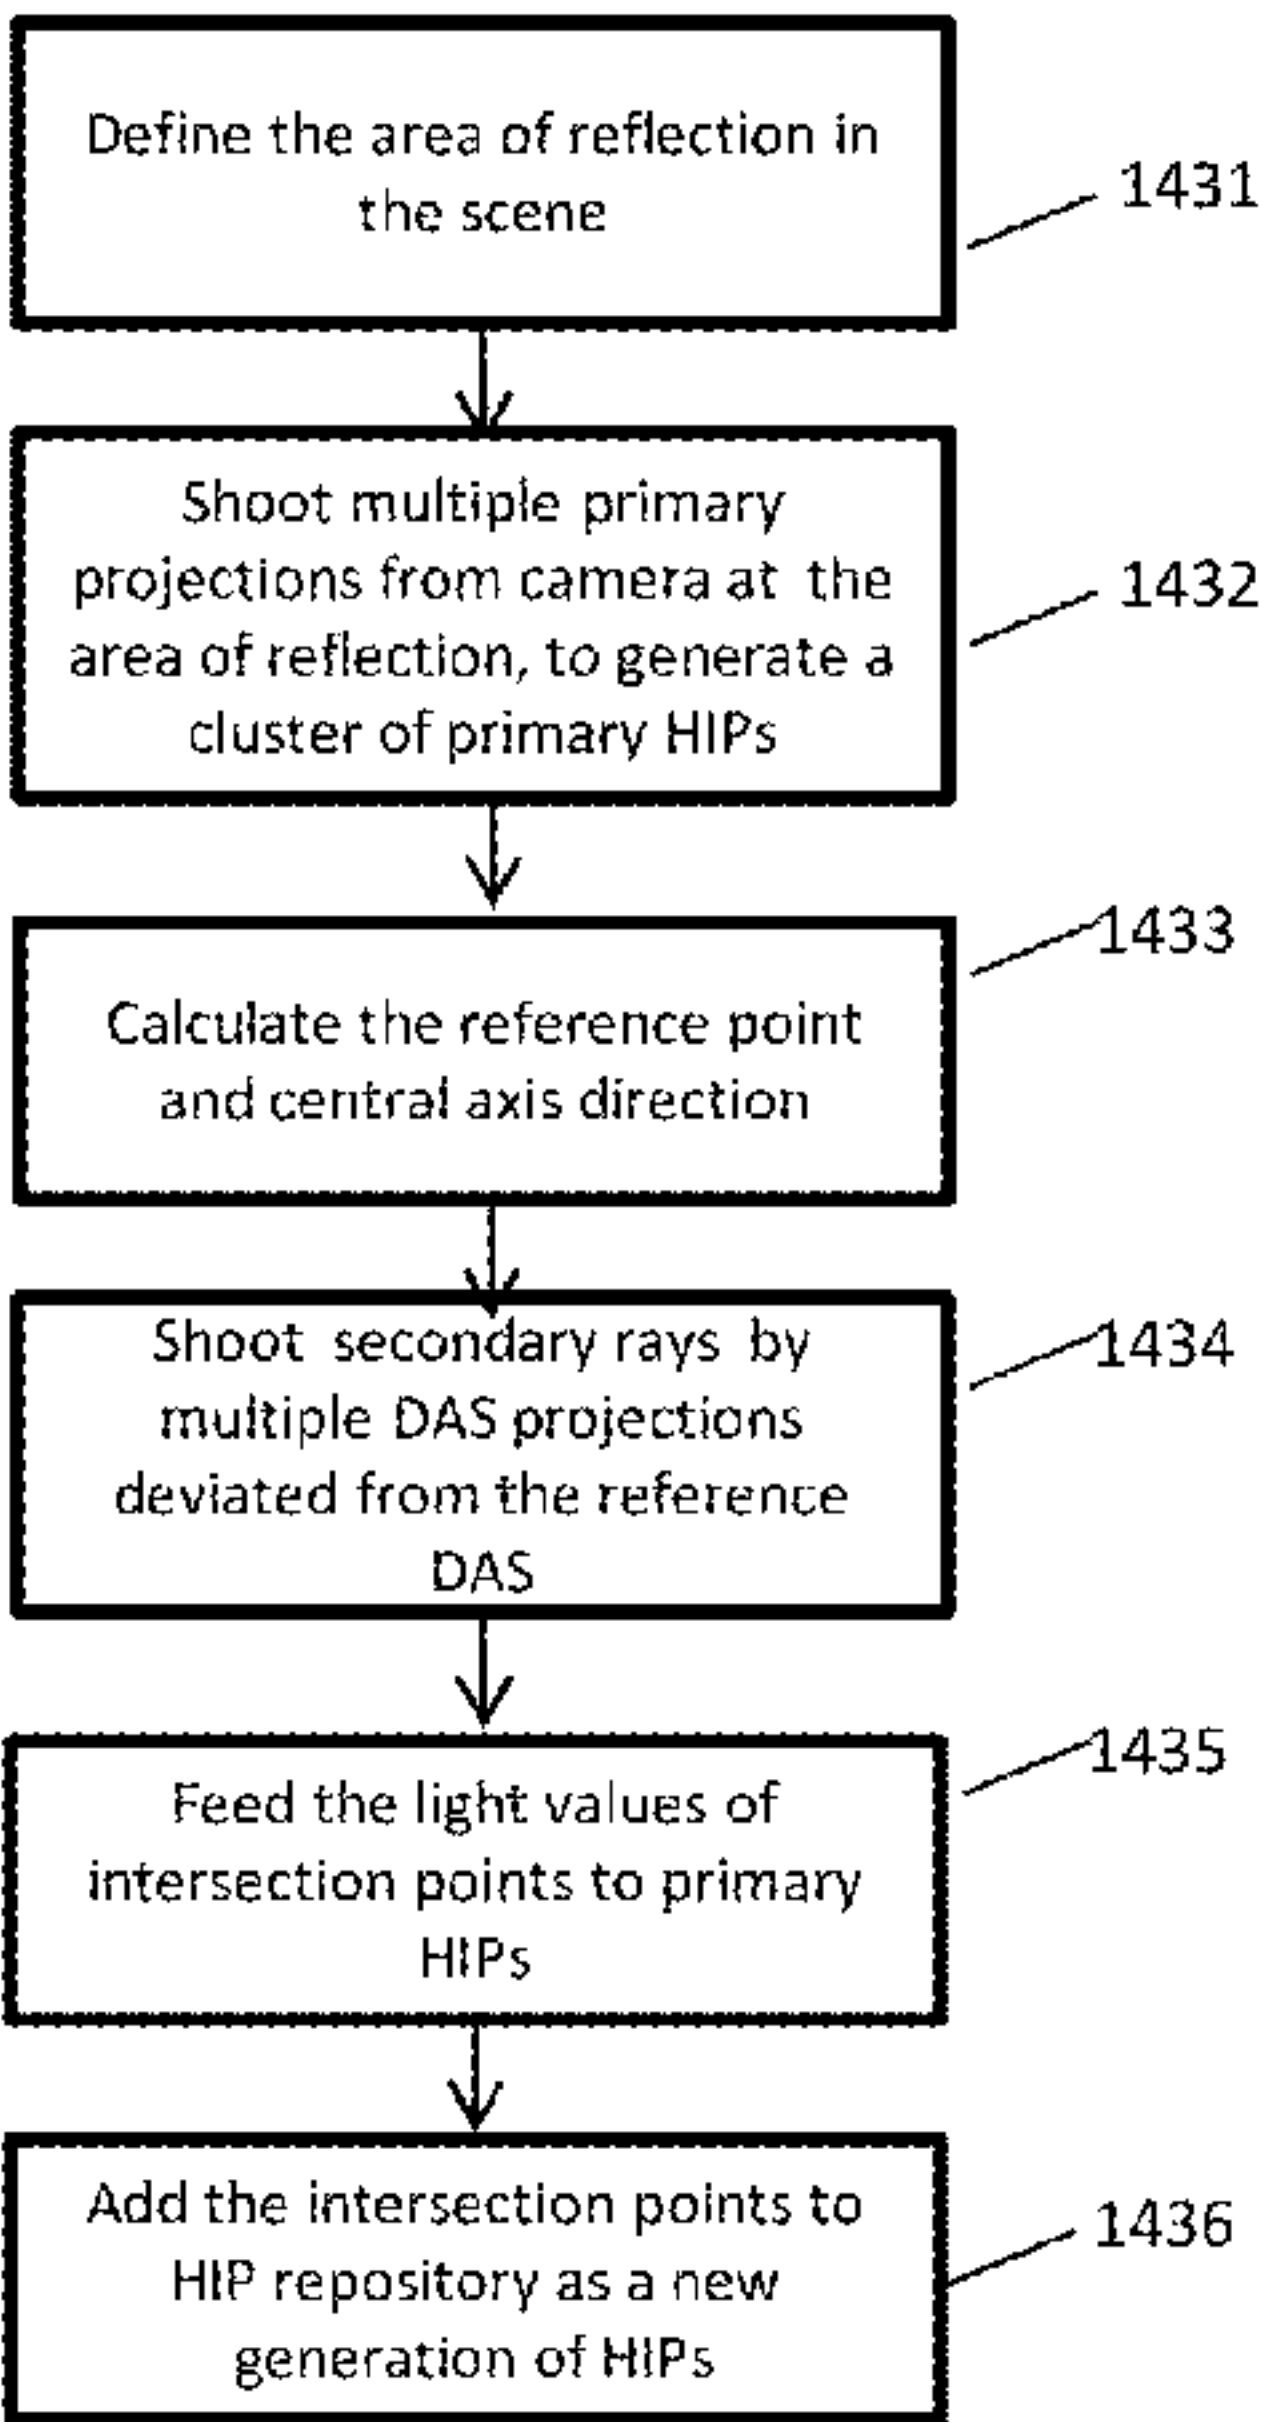 Define the area of reflection in
the scene
1431
Shoot multiple primary
projections from camera at the
area of reflection, to generate a
cluster of primary HIPs
1432
Calculate the reference point
and central axis direction
1433
Shoot secondary rays by
multiple DAS projections
deviated from the reference
DAS
1434
Feed the light values of
intersection points to primary
HIPs
1435
Add the intersection points to
HIP repository as a new
generation of HIPs
1436